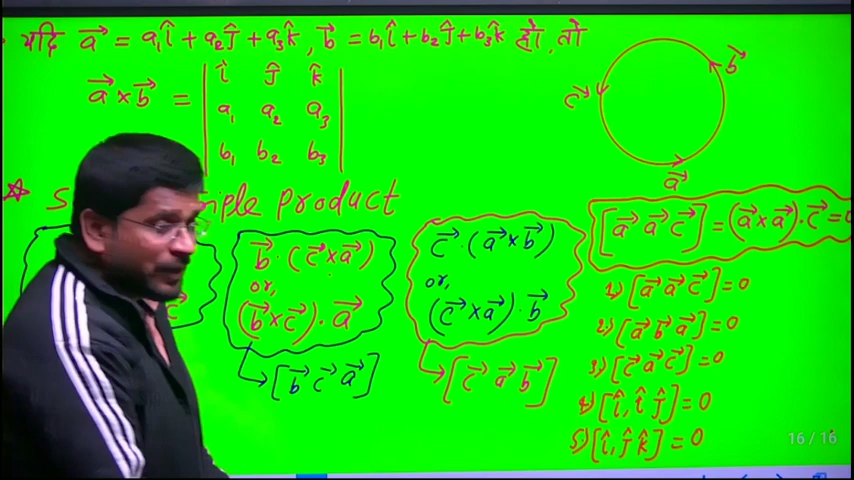 यदि a⃗ = a₁î + a₂ĵ + a₃k̂, b⃗ = b₁î + b₂ĵ + b₃k̂ हो, तो
a⃗ × b⃗ = | î ĵ k̂ |
| a₁ a₂ a₃ |
| b₁ b₂ b₃ |
b⃗
c⃗
a⃗
☆ S iple product
c⃗
b⃗ · (c⃗ × a⃗)
or,
(b⃗ × c⃗) · a⃗
→ [b⃗ c⃗ a⃗]
c⃗ · (a⃗ × b⃗)
or,
(c⃗ × a⃗) · b⃗
→ [c⃗ a⃗ b⃗]
[a⃗ a⃗ c⃗] = (a⃗ × a⃗) · c⃗ = 0
1) [a⃗ a⃗ c⃗] = 0
2) [a⃗ b⃗ a⃗] = 0
3) [c⃗ a⃗ c⃗] = 0
4) [î, î ĵ] = 0
5) [î, ĵ k̂] = 0
16 / 16